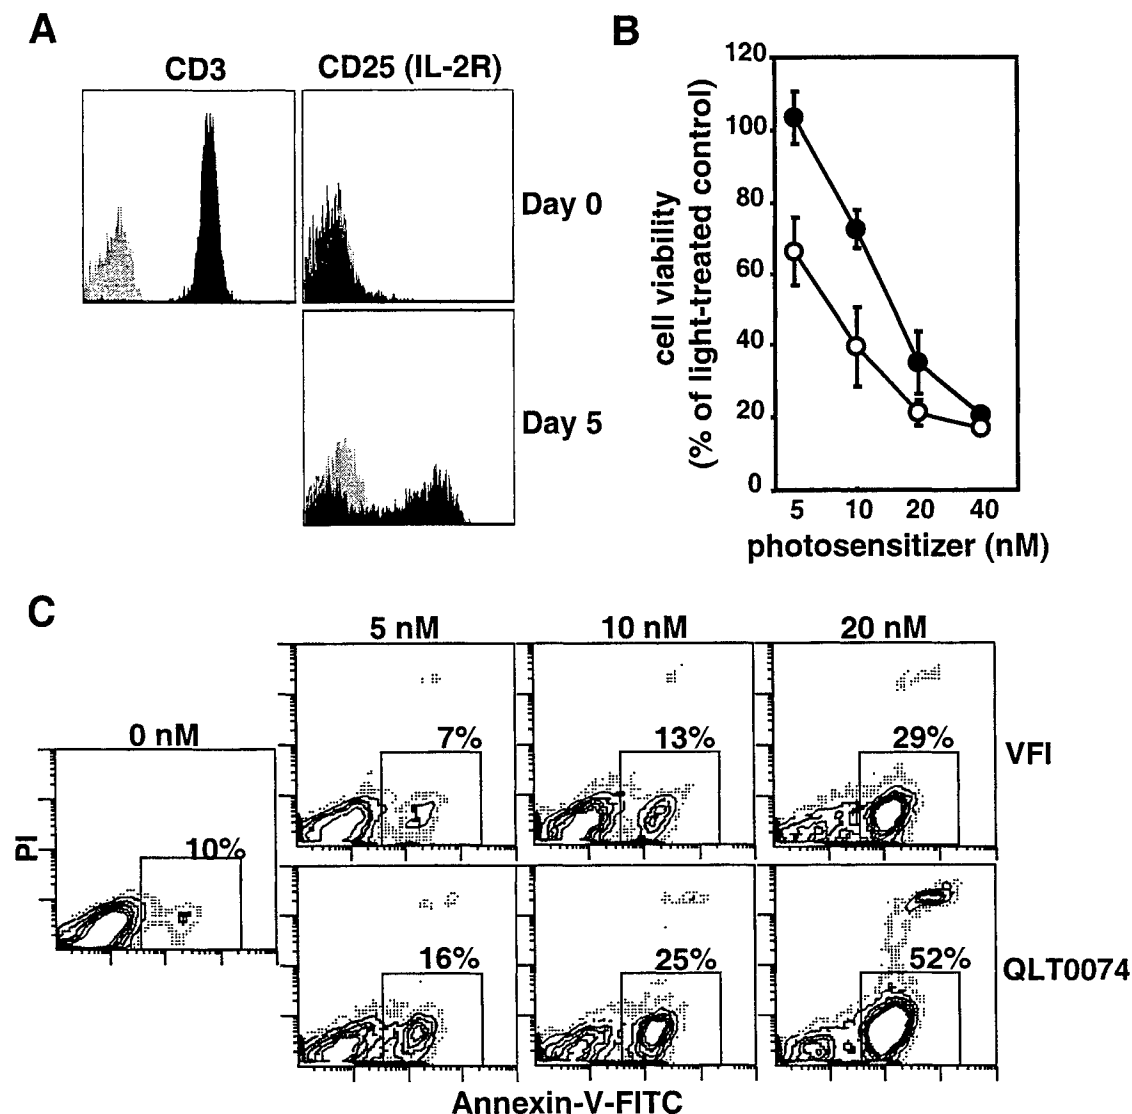 A
CD3
CD25 (IL-2R)
Day 0
Day 5
B
120
100
80
60
40
20
0
cell viability
(% of light-treated control)
5 10 20 40
photosensitizer (nM)
C
5 nM
10 nM
20 nM
0 nM
7%
13%
29%
VFI
PI
10%
16%
25%
52%
QLT0074
Annexin-V-FITC